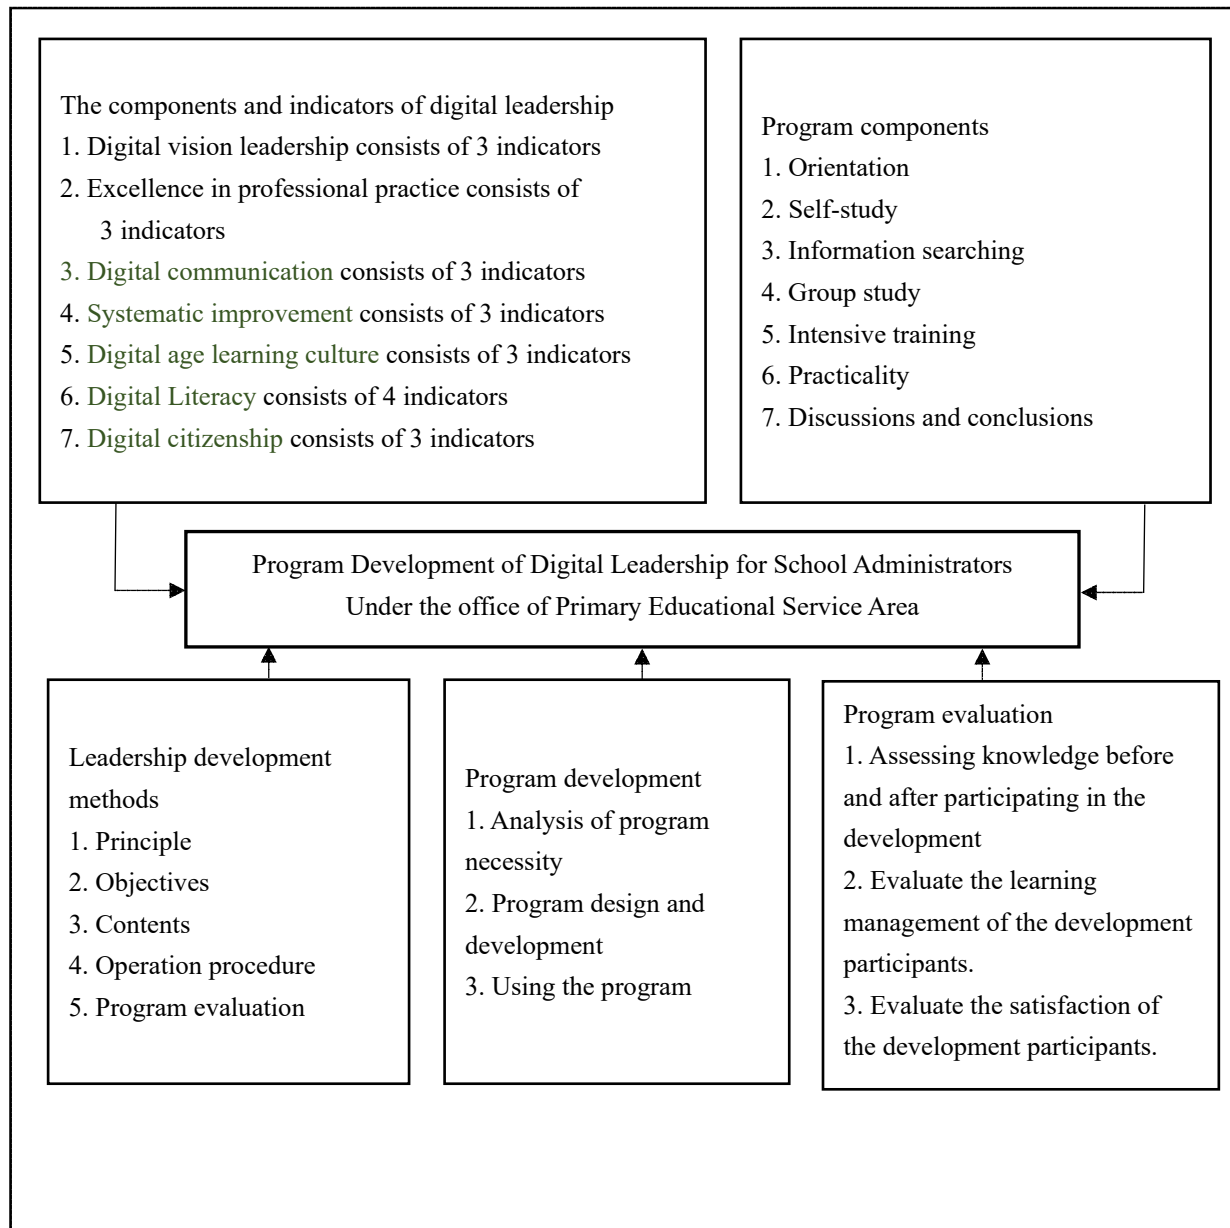 The components and indicators of digital leadership
1. Digital vision leadership consists of 3 indicators
2. Excellence in professional practice consists of
3 indicators
3. Digital communication consists of 3 indicators
4. Systematic improvement consists of 3 indicators
5. Digital age learning culture consists of 3 indicators
6. Digital Literacy consists of 4 indicators
7. Digital citizenship consists of 3 indicators
Program components
1. Orientation
2. Self-study
3. Information searching
4. Group study
5. Intensive training
6. Practicality
7. Discussions and conclusions
Program Development of Digital Leadership for School Administrators
Under the office of Primary Educational Service Area
Leadership development
methods
1. Principle
2. Objectives
3. Contents
4. Operation procedure
5. Program evaluation
Program development
1. Analysis of program
necessity
2. Program design and
development
3. Using the program
Program evaluation
1. Assessing knowledge before
and after participating in the
development
2. Evaluate the learning
management of the development
participants.
3. Evaluate the satisfaction of
the development participants.